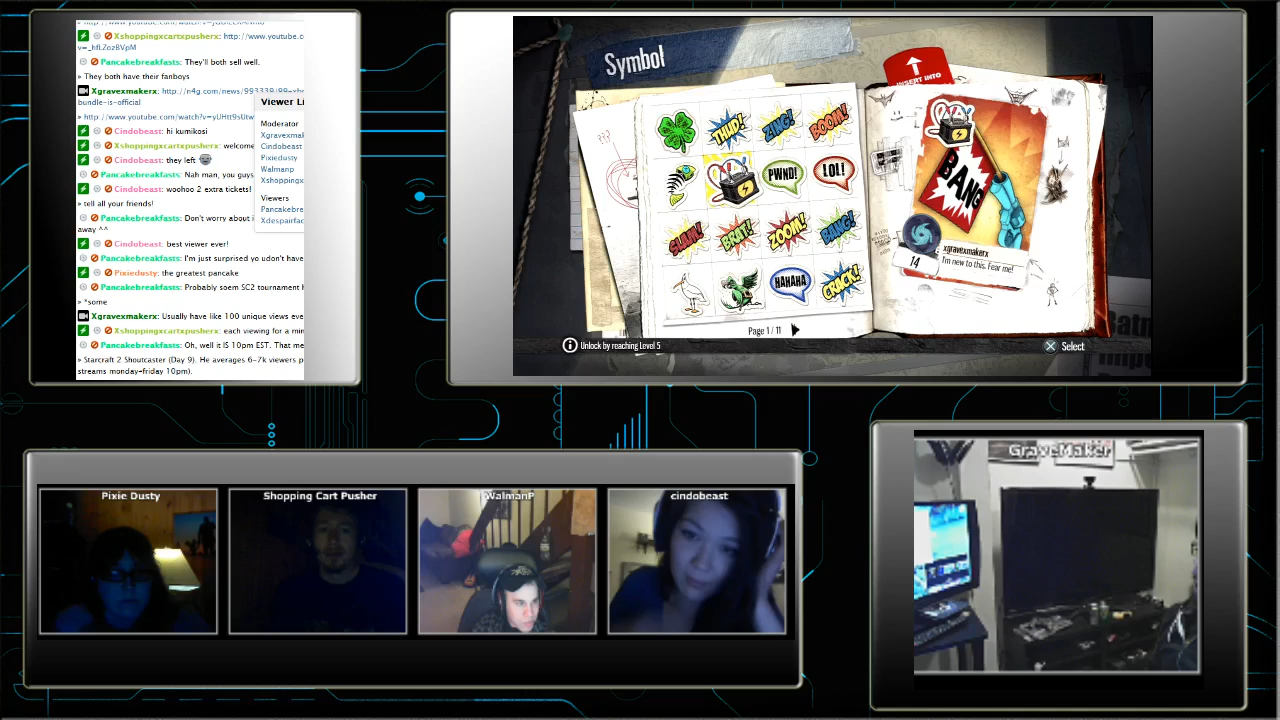 Xshoppingxcartxpusherx: http://www.youtube.c
v=_hfLZozBVpM
Pancakebreakfasts: They'll both sell well.
» They both have their fanboys
Xgravexmakerx: http://n4g.com/news/993339/
bundle-is-official
» http://www.youtube.com/watch?v=yUHtt9sUtw
Cindobeast: hi kumikosi
Xshoppingxcartxpusherx: welcome
Cindobeast: they left
Pancakebreakfasts: Nah man, you guys
Cindobeast: woohoo 2 extra tickets!
» tell all your friends!
Pancakebreakfasts: Don't worry about
away ^^
Cindobeast: best viewer ever!
Pancakebreakfasts: I'm just surprised yo udon't have
Pixiedusty: the greatest pancake
Pancakebreakfasts: Probably soem SC2 tournament
» *some
Xgravexmakerx: Usually have like 100 unique views eve
Xshoppingxcartxpusherx: each viewing for a min
Pancakebreakfasts: Oh, well it IS 10pm EST. That me
» Starcraft 2 Shoutcaster (Day 9). He averages 6-7k viewers p
streams monday-friday 10pm).
Viewer Li
Moderator
Xgravexmak
Cindobeast
Pixiedusty
Walmanp
Xshoppingx
Viewers
Pancakebre
Xdespairfac
Symbol
INSERT INTO
THUD! ZING! BOOM!
PWND! LOL!
SLAM! BRAT! ZOOM! BANG!
HAHAHA CRACK!
Page 1 / 11
BANG
14
xgravexmakerx
I'm new to this. Fear me!
Unlock by reaching Level 5
Select
Pixie Dusty
Shopping Cart Pusher
WalmanP
cindobeast
GraveMaker